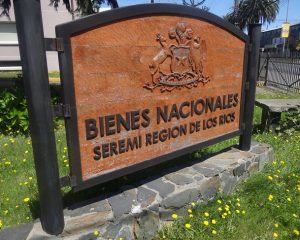 BIENES NACIONALES
SEREMI REGION DE LOS RIOS